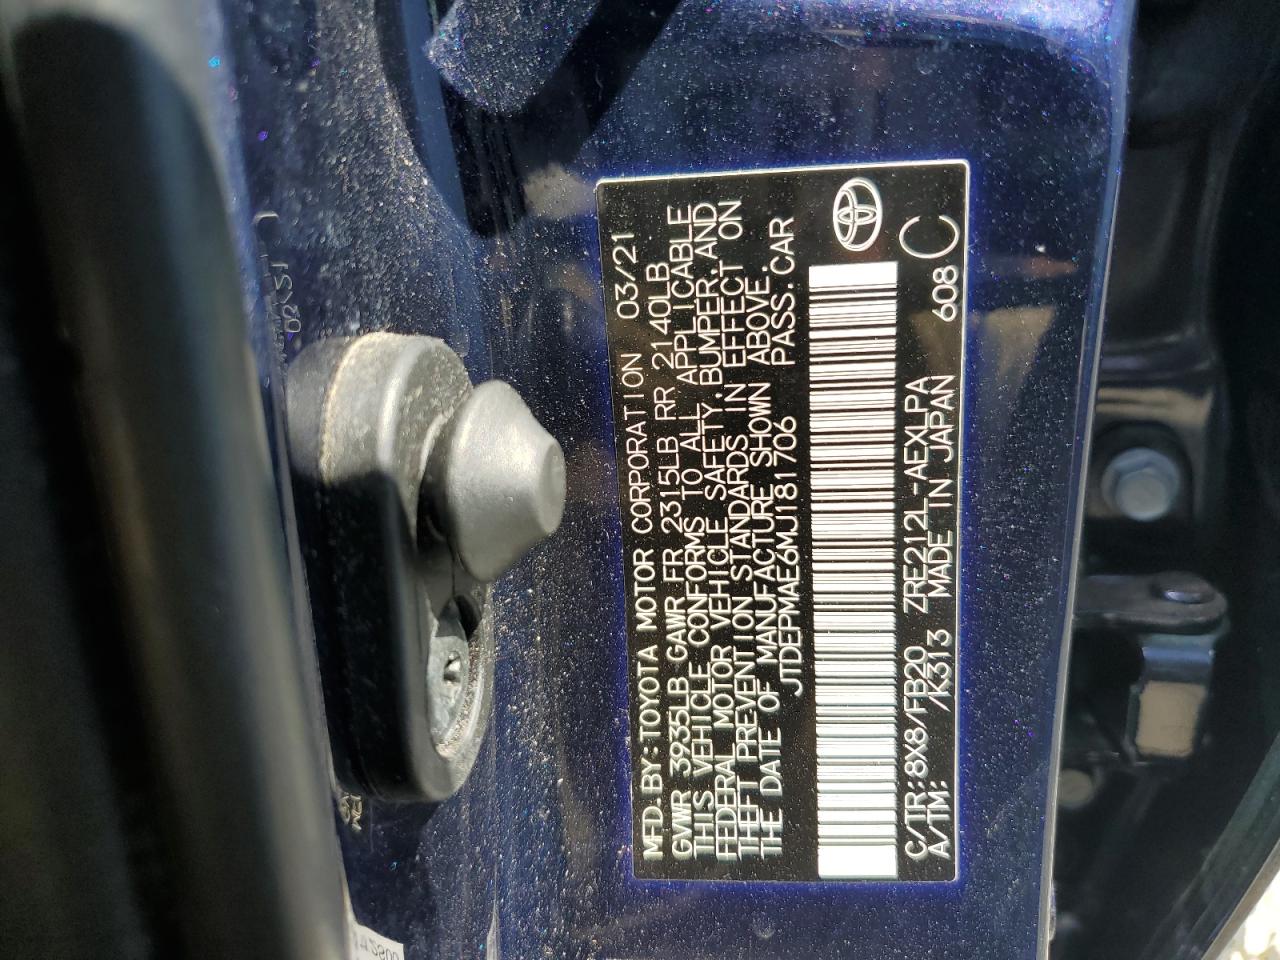 MFD.BY:TOYOTA MOTOR CORPORATION 03/21
GVWR 3935LB GAWR FR 2315LB RR 2140LB
THIS VEHICLE CONFORMS TO ALL APPLICABLE
FEDERAL MOTOR VEHICLE SAFETY,BUMPER,AND
THEFT PREVENTION STANDARDS IN EFFECT ON
THE DATE OF MANUFACTURE SHOWN ABOVE.
JTDEPMAE6MJ181706 PASS.CAR
C/TR:8X8/FB20 ZRE212L-AEXLPA 608
A/TM: /K313 MADE IN JAPAN C